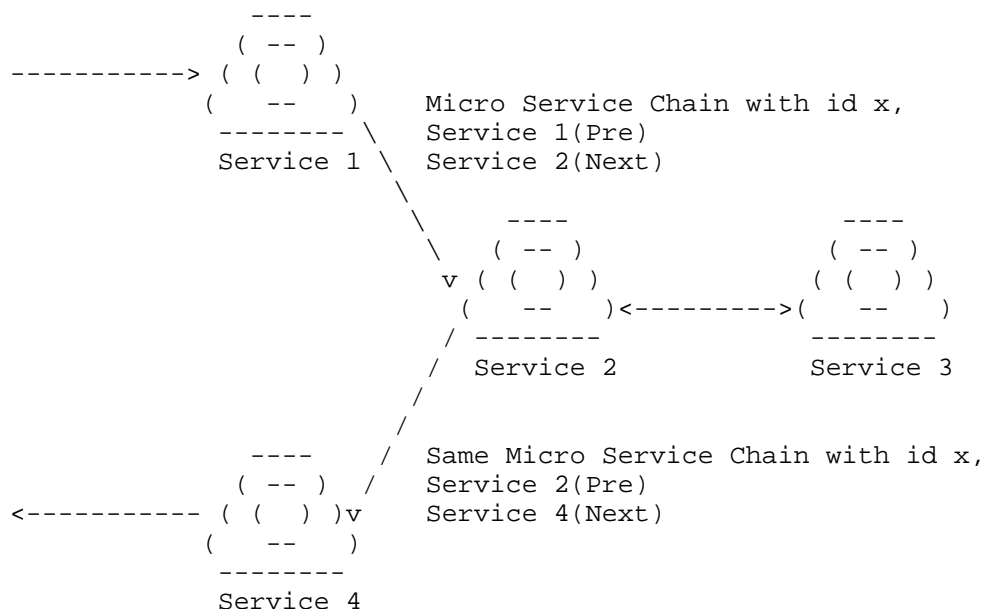 Micro Service Chain with id x,
Service 1(Pre)
Service 1
Service 2(Next)
Service 2
Service 3
Same Micro Service Chain with id x,
Service 2(Pre)
Service 4(Next)
Service 4